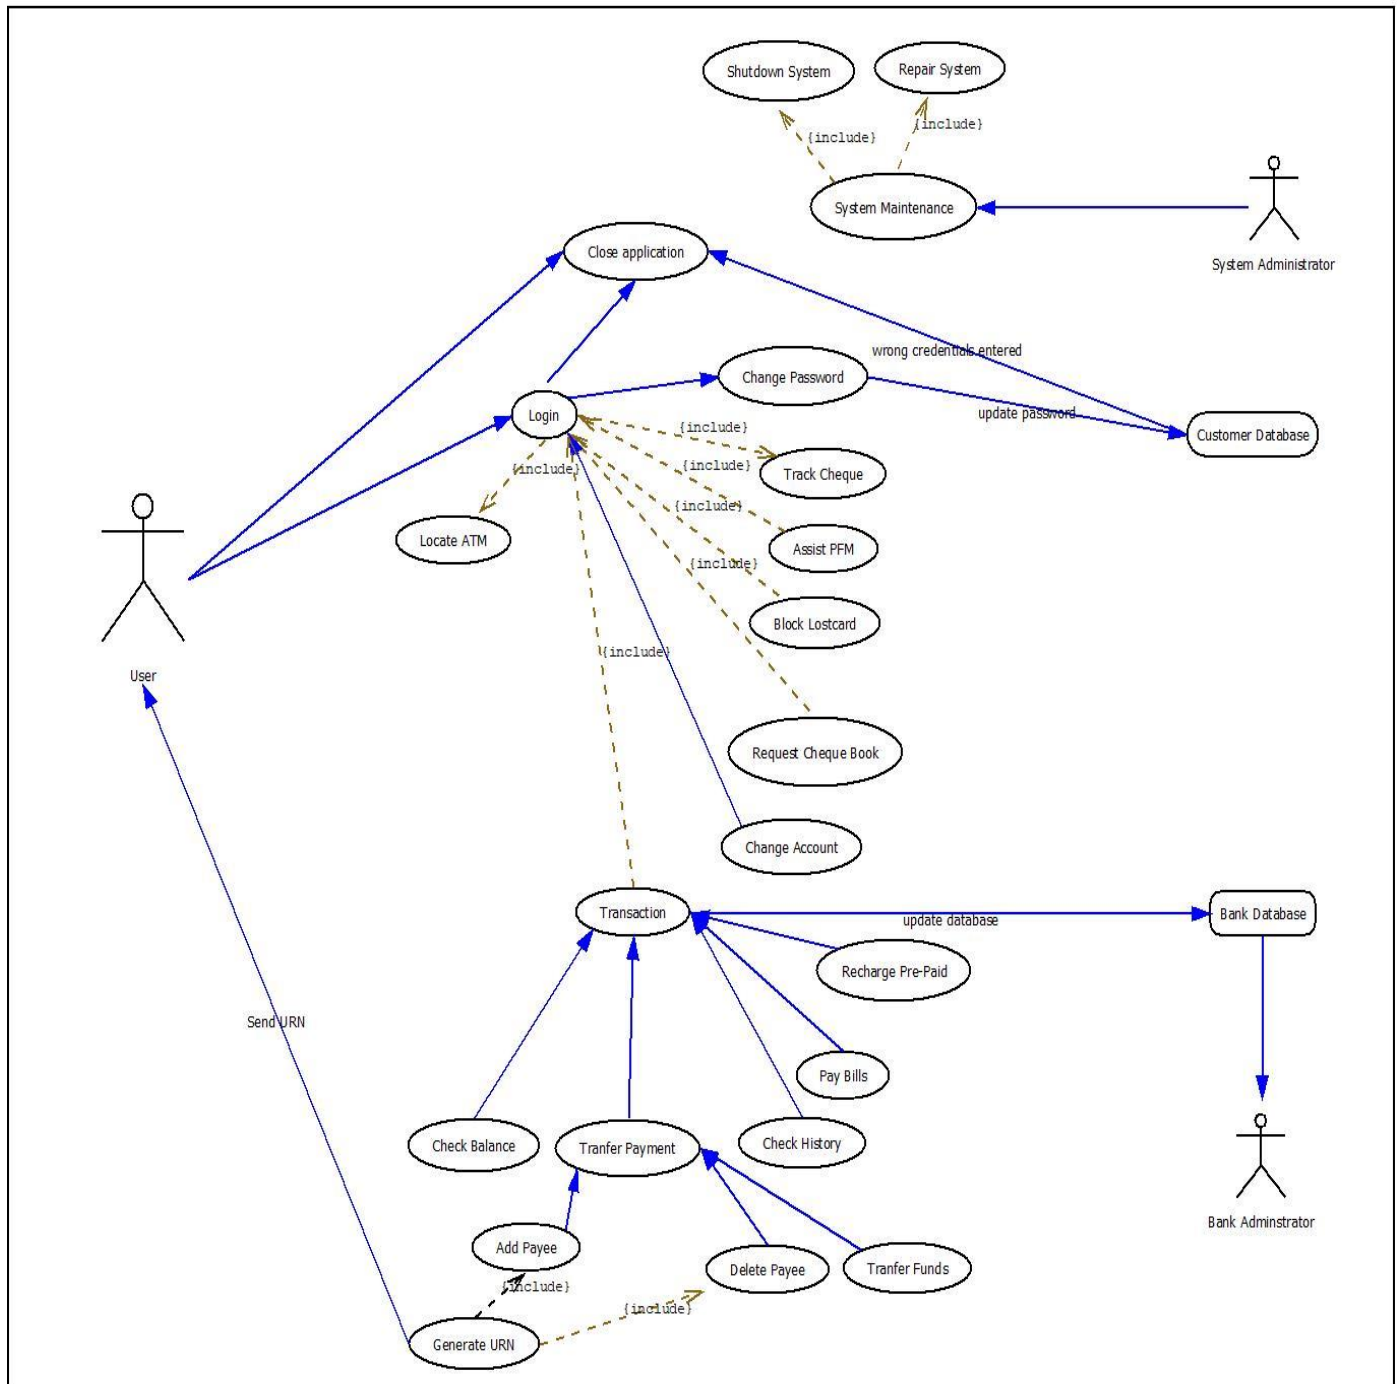 Shutdown System
Repair System
{include}
{include}
System Maintenance
System Administrator
Close application
wrong credentials entered
Change Password
update password
Login
Customer Database
{include}
{include}
{include}
Track Cheque
{include}
Locate ATM
Assist PFM
{include}
Block Lostcard
{include}
User
Request Cheque Book
Change Account
Transaction
update database
Bank Database
Recharge Pre-Paid
Send URN
Pay Bills
Check Balance
Tranfer Payment
Check History
Bank Adminstrator
Add Payee
Delete Payee
Tranfer Funds
{include}
{include}
Generate URN